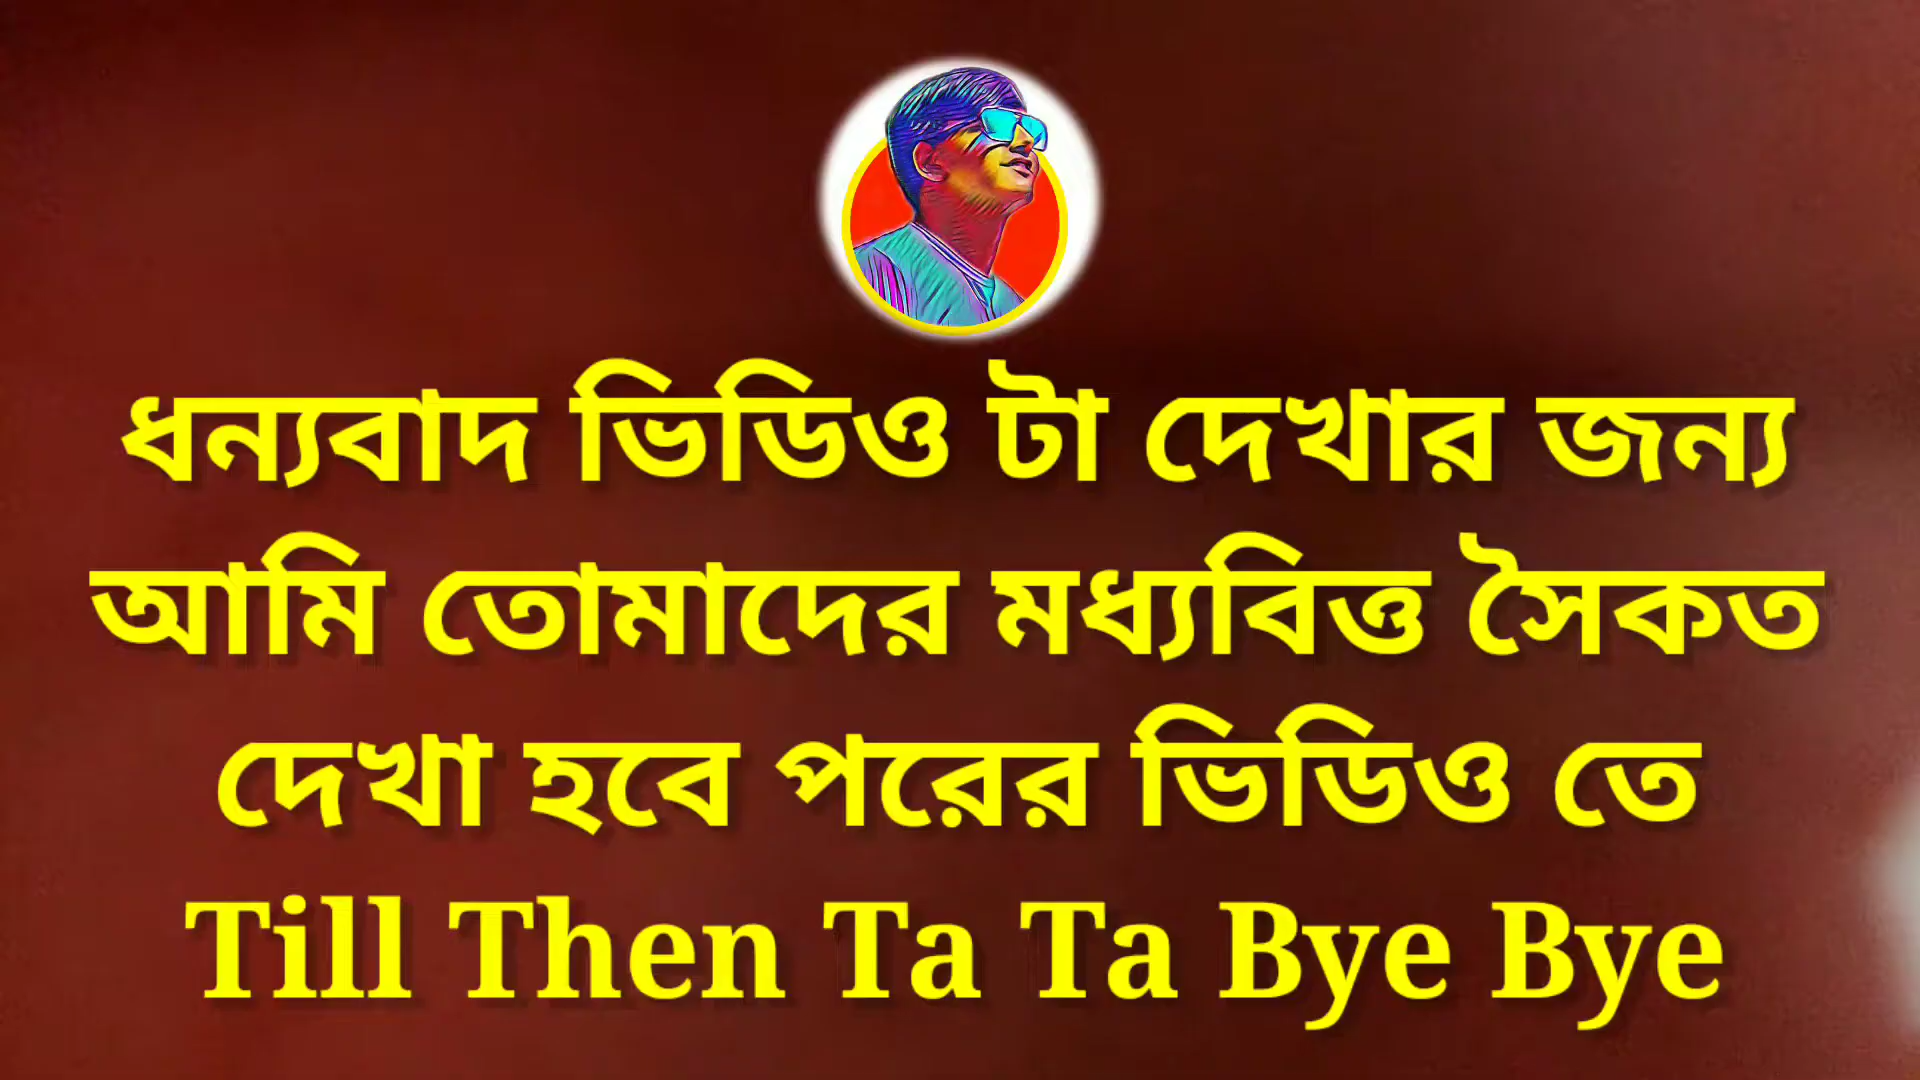 ধন্যবাদ ভিডিও টা দেখার জন্য
আমি তোমাদের মধ্যবিত্ত সৈকত
দেখা হবে পরের ভিডিও তে
Till Then Ta Ta Bye Bye